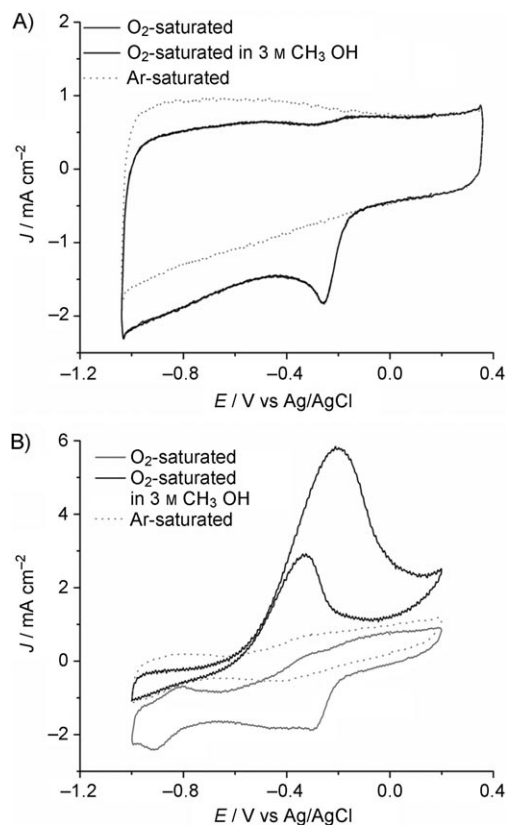 A)
O₂-saturated
O₂-saturated in 3 M CH₃ OH
Ar-saturated
J / mA cm⁻²
2
1
0
−1
−2
−1.0 −0.8 −0.4 0.0 0.4
E / V vs Ag/AgCl
B)
O₂-saturated
O₂-saturated
in 3 M CH₃ OH
Ar-saturated
J / mA cm⁻²
6
4
2
0
−2
−1.0 −0.8 −0.4 0.0 0.4
E / V vs Ag/AgCl